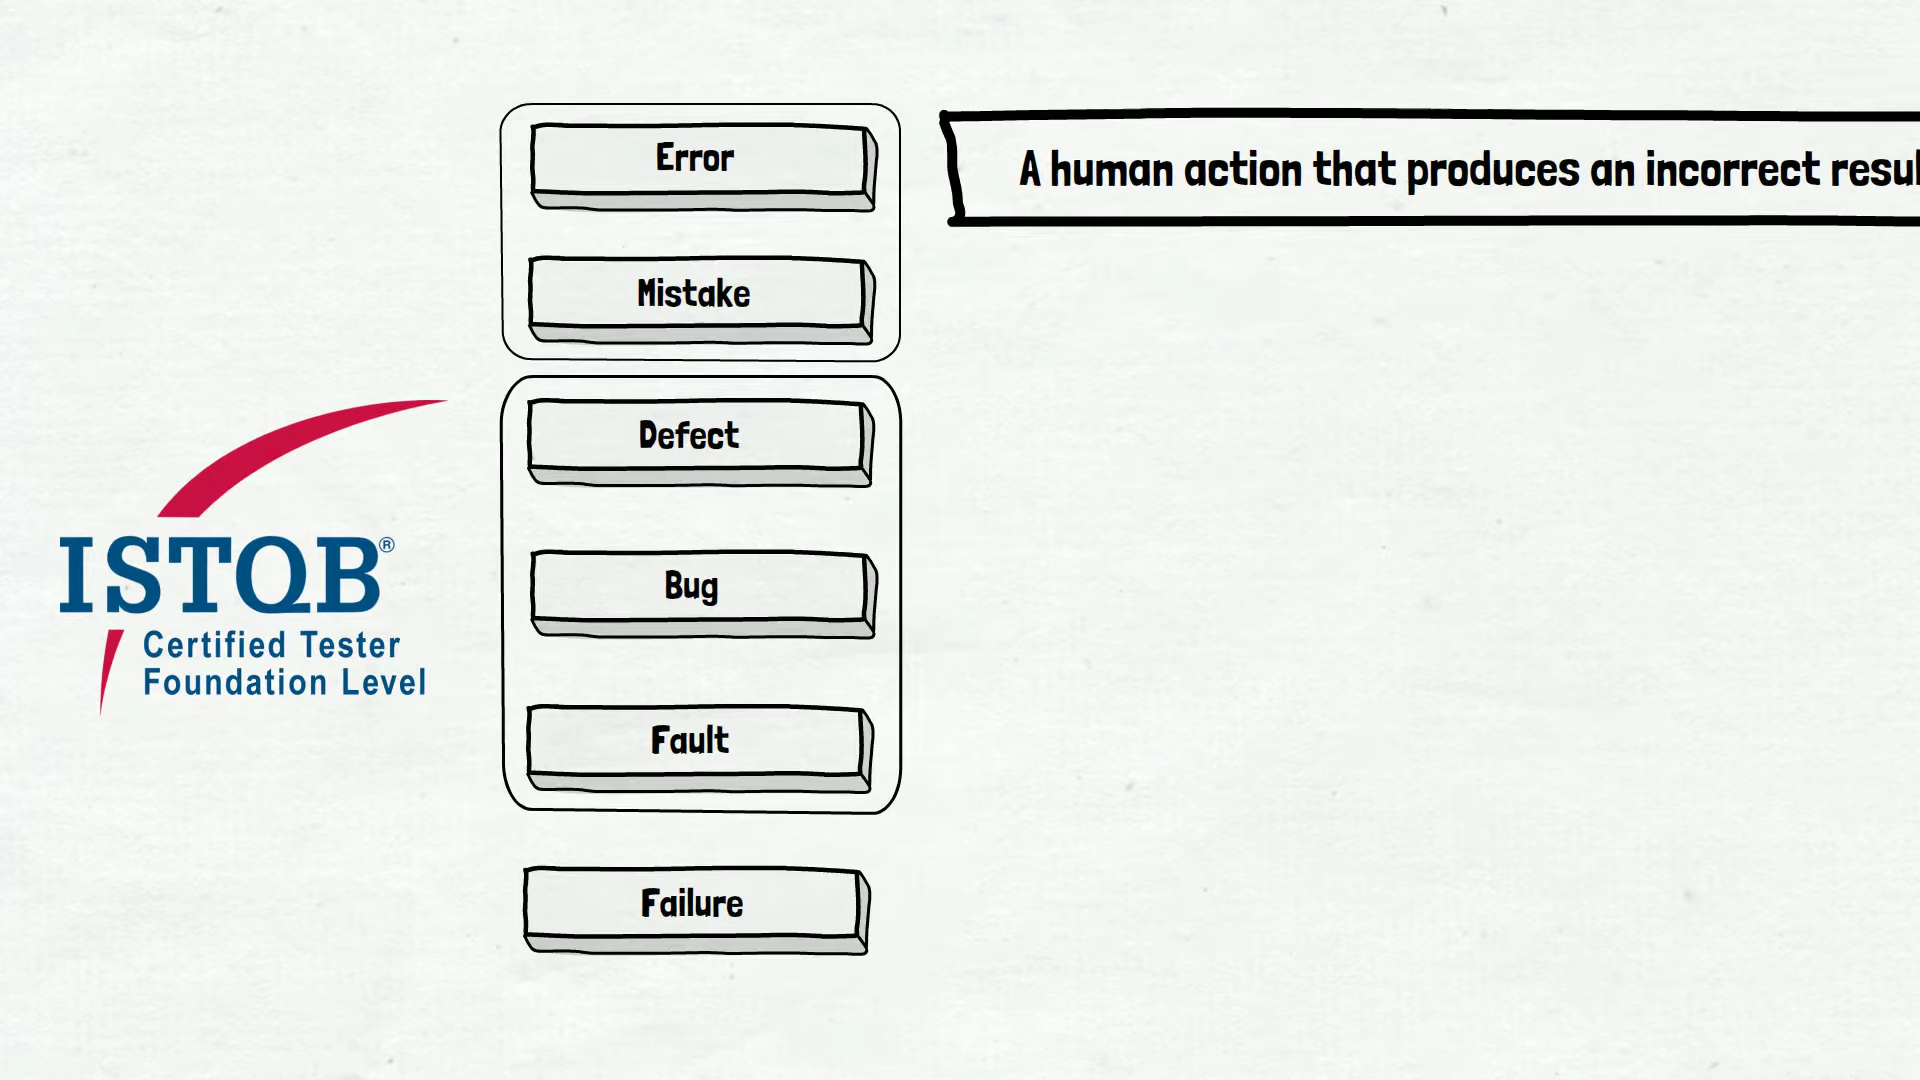 Error
A human action that produces an incorrect resul
Mistake
Defect
ISTQB®
Bug
Certified Tester
Foundation Level
Fault
Failure